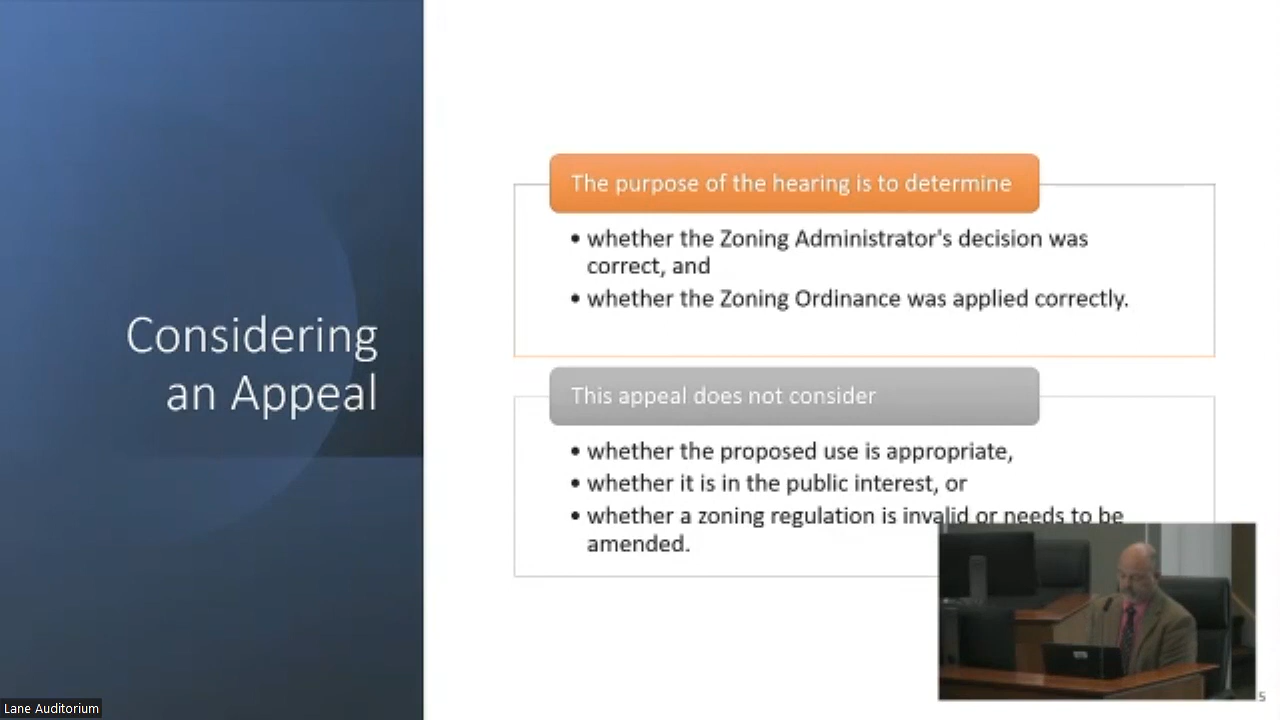 Considering
an Appeal
The purpose of the hearing is to determine
• whether the Zoning Administrator's decision was
correct, and
• whether the Zoning Ordinance was applied correctly.
This appeal does not consider
• whether the proposed use is appropriate,
• whether it is in the public interest, or
• whether a zoning regulation is invalid or needs to be
amended.
5
Lane Auditorium